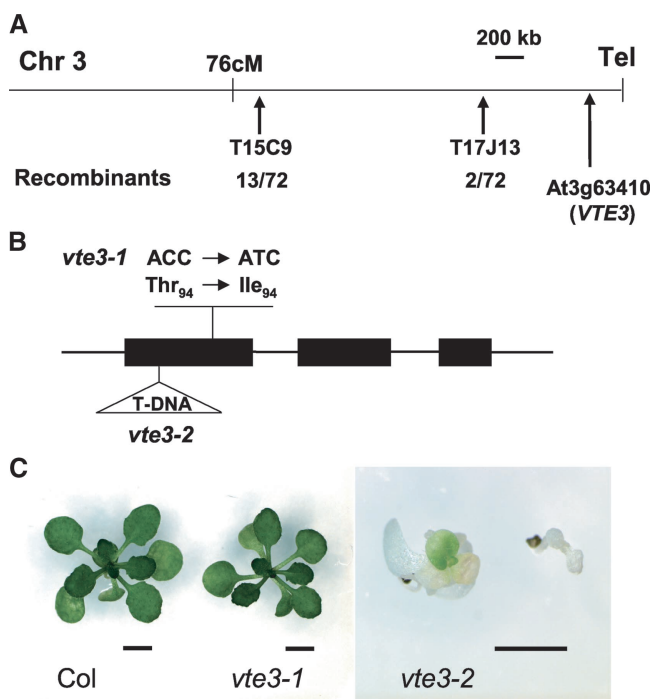 A
200 kb
Chr 3
76cM
Tel
T15C9
T17J13
Recombinants
13/72
2/72
At3g63410
(VTE3)
B
vte3-1 ACC → ATC
Thr94 → Ile94
T-DNA
vte3-2
C
Col
vte3-1
vte3-2